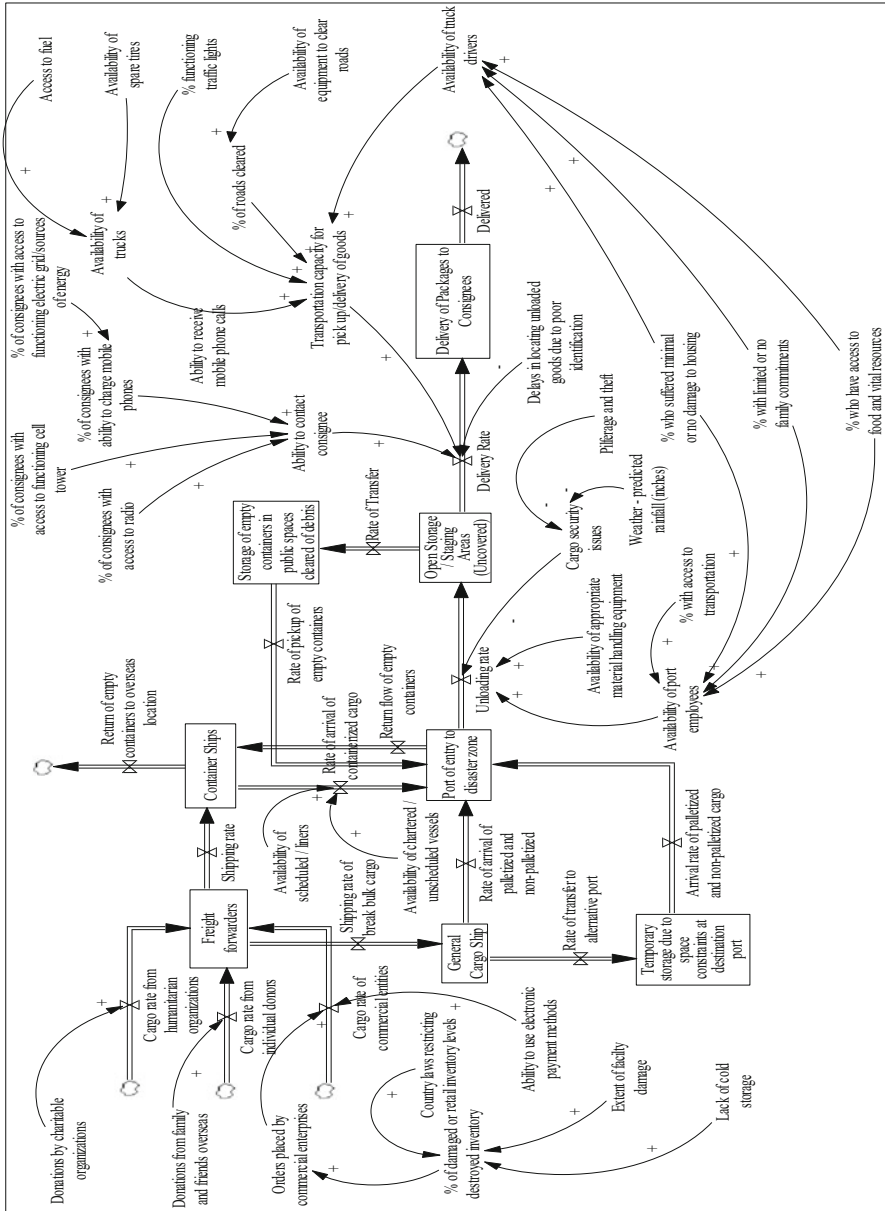 Donations by charitable
organizations
Donations from family
and friends overseas
Orders placed by
commercial enterprises
% of damaged or retail inventory levels
destroyed inventory
Country laws restricting
Ability to use electronic
payment methods
Extent of facilty
damage
Lack of cold
storage
Cargo rate from
humanitarian
organizations
Cargo rate from
individual donors
Cargo rate of
commercial entities
Freight
forwarders
Shipping rate
Shipping rate of
break bulk cargo
General
Cargo Ship
Rate of transfer to
alternative port
Temporary
storage due to
space
constraints at
destination
port
Arrival rate of palletized
and non-palletized cargo
Rate of arrival of
palletized and
non-palletized
Container Ships
Return of empty
containers to overseas
location
Availability of
scheduled / liners
Availability of chartered /
unscheduled vessels
Rate of arrival of
containerized cargo
Return flow of empty
containers
Rate of pickup of
empty containers
Port of entry to
disaster zone
Unloading rate
Availability of appropriate
material handling equipment
Availability of port
employees
% with access to
transportation
Cargo security
issues
Pilferage and theft
Weather - predicted
rainfall (inches)
Storage of empty
containers in
public spaces
cleared of debris
Rate of Transfer
Open Storage
/ Staging
Areas
(Uncovered)
Delivery Rate
Delays in locating unloaded
goods due to poor
identification
% who suffered minimal
or no damage to housing
% with limited or no
family commitments
% who have access to
food and vital resources
% of consignees with
access to functioning cell
tower
% of consignees with
access to radio
% of consignees with
ability to charge mobile
phones
% of consignees with access to
functioning electric grid/sources
of energy
Ability to contact
consignee
Ability to receive
mobile phone calls
Availability of
trucks
Access to fuel
Availability of
spare tires
% functioning
traffic lights
% of roads cleared
Availability of
equipment to clear
roads
Transportation capacity for
pick up/delivery of goods
Availability of truck
drivers
Delivery of Packages to
Consignees
Delivered